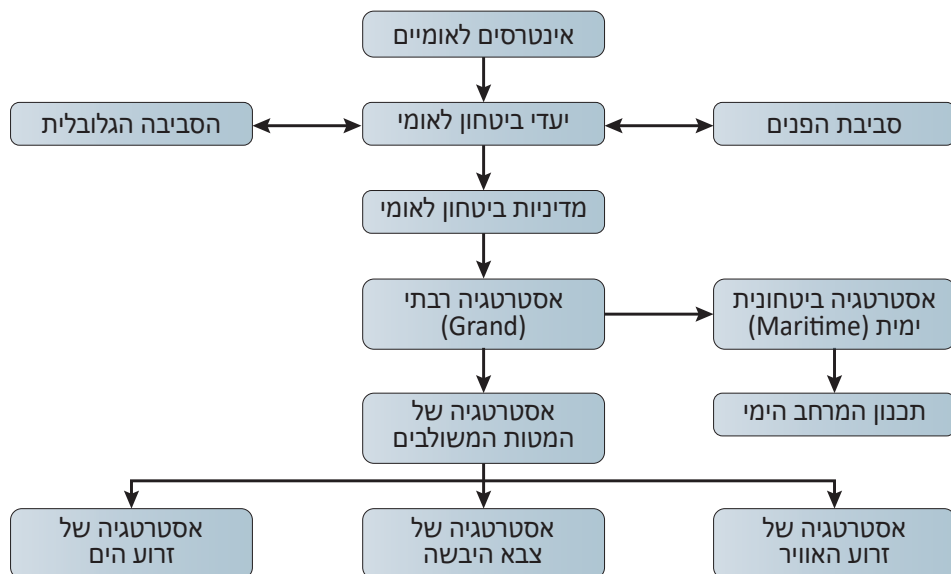 אינטרסים לאומיים
סביבת הפנים
יעדי ביטחון לאומי
הסביבה הגלובלית
מדיניות ביטחון לאומי
אסטרטגיה רבתי
(Grand)
אסטרטגיה ביטחונית
ימית (Maritime)
אסטרטגיה של
המטות המשולבים
תכנון המרחב הימי
אסטרטגיה של
זרוע האוויר
אסטרטגיה של
צבא היבשה
אסטרטגיה של
זרוע הים